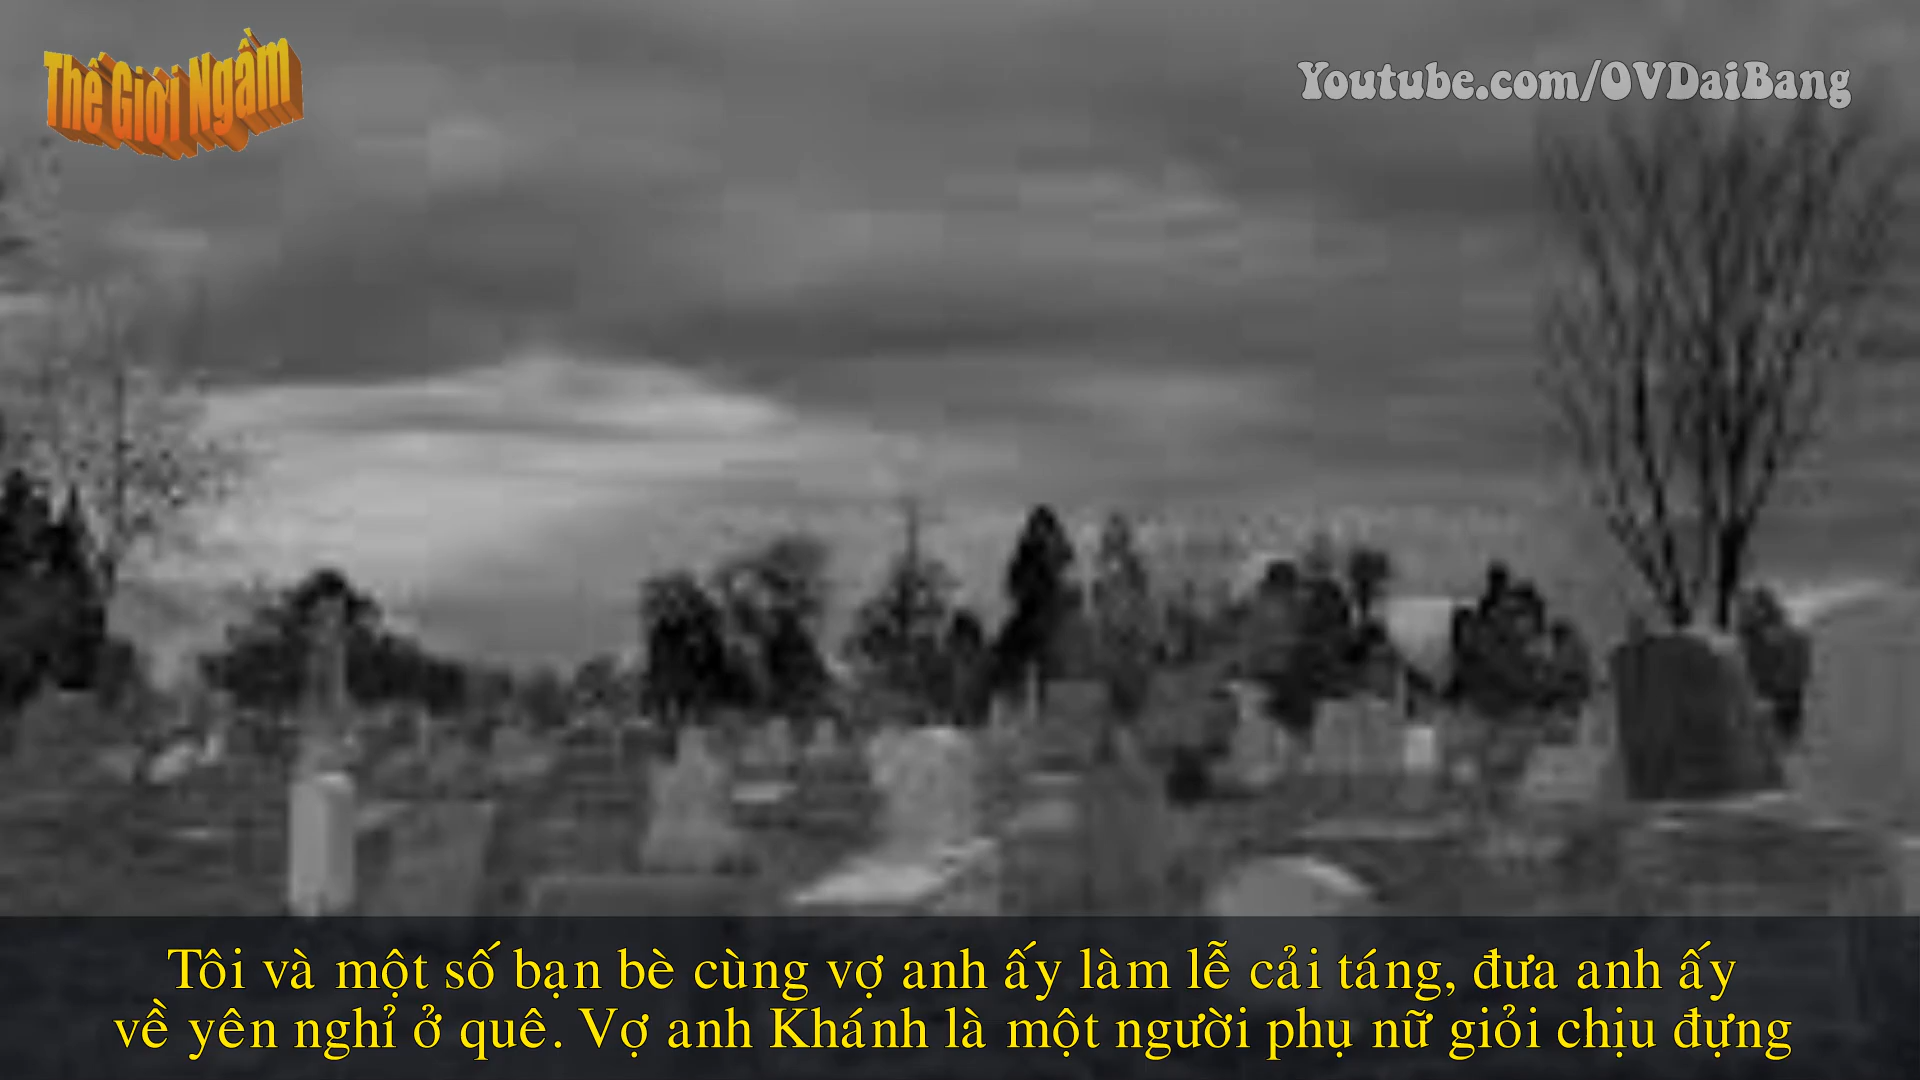 Thế Giới Ngầm
Youtube.com/OVDaiBang
Tôi và một số bạn bè cùng vợ anh ấy làm lễ cải táng, đưa anh ấy
về yên nghỉ ở quê. Vợ anh Khánh là một người phụ nữ giỏi chịu đựng